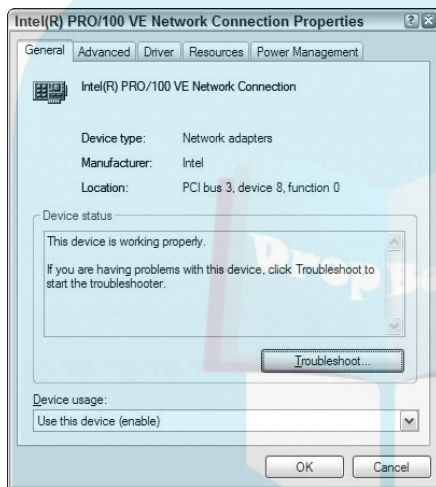 Intel(R) PRO/100 VE Network Connection Properties
General Advanced Driver Resources Power Management
Intel(R) PRO/100 VE Network Connection
Device type: Network adapters
Manufacturer: Intel
Location: PCI bus 3, device 8, function 0
Device status
This device is working properly.
If you are having problems with this device, click Troubleshoot to
start the troubleshooter.
Troubleshoot...
Device usage:
Use this device (enable)
OK Cancel